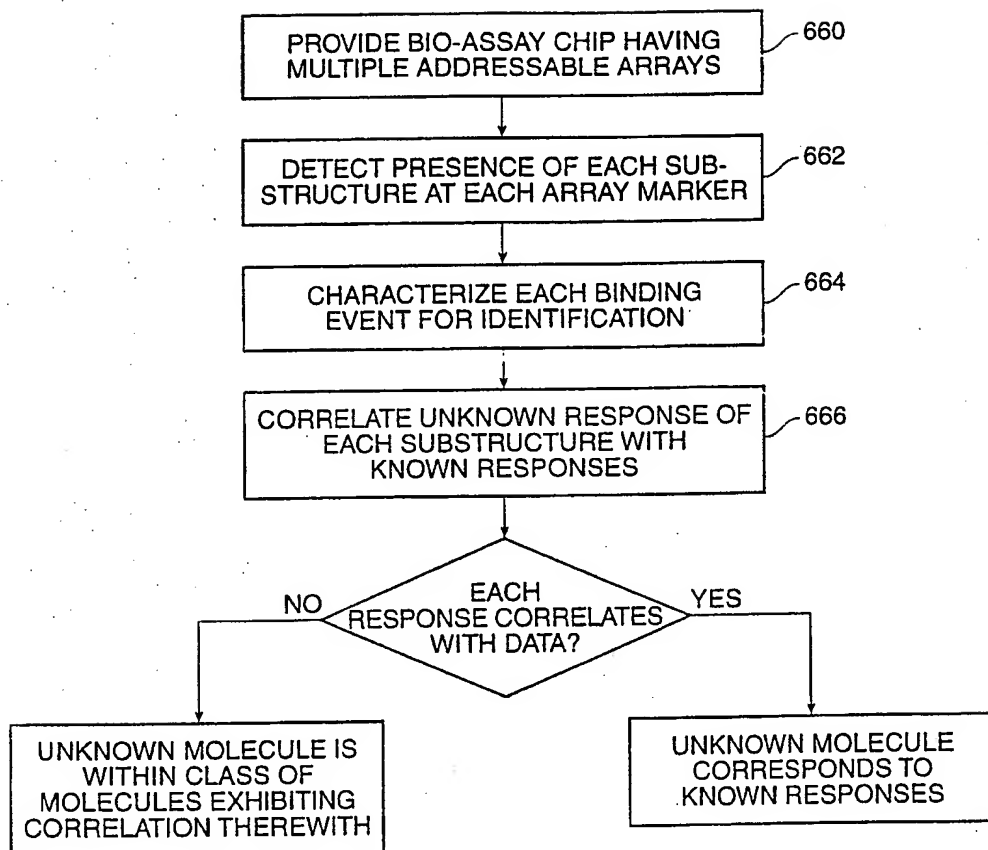 PROVIDE BIO-ASSAY CHIP HAVING
MULTIPLE ADDRESSABLE ARRAYS
660
DETECT PRESENCE OF EACH SUB-
STRUCTURE AT EACH ARRAY MARKER
662
CHARACTERIZE EACH BINDING
EVENT FOR IDENTIFICATION
664
CORRELATE UNKNOWN RESPONSE OF
EACH SUBSTRUCTURE WITH
KNOWN RESPONSES
666
EACH
RESPONSE CORRELATES
WITH DATA?
NO
YES
UNKNOWN MOLECULE IS
WITHIN CLASS OF
MOLECULES EXHIBITING
CORRELATION THEREWITH
UNKNOWN MOLECULE
CORRESPONDS TO
KNOWN RESPONSES